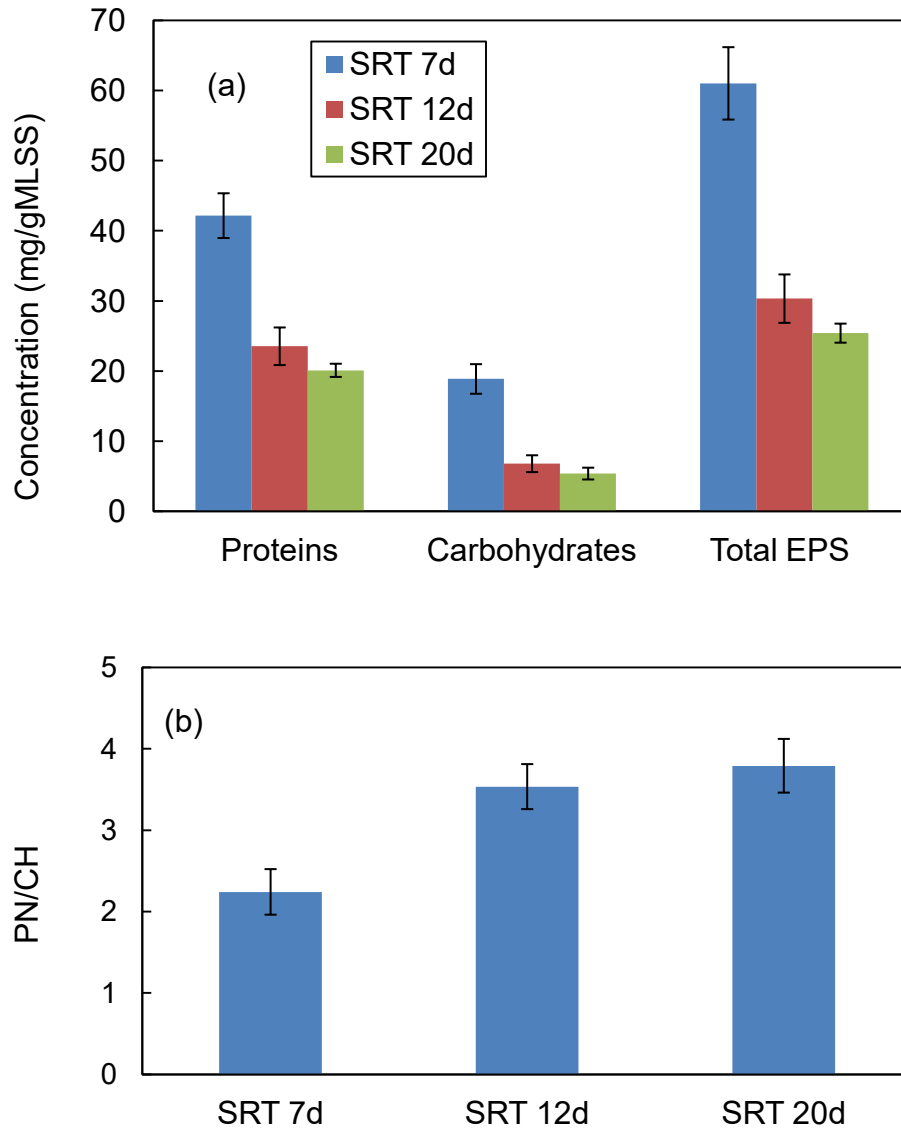 70
60
50
40
30
20
10
0
Concentration (mg/gMLSS)
(a)
SRT 7d
SRT 12d
SRT 20d
Proteins Carbohydrates Total EPS
5
4
3
2
1
0
PN/CH
(b)
SRT 7d SRT 12d SRT 20d